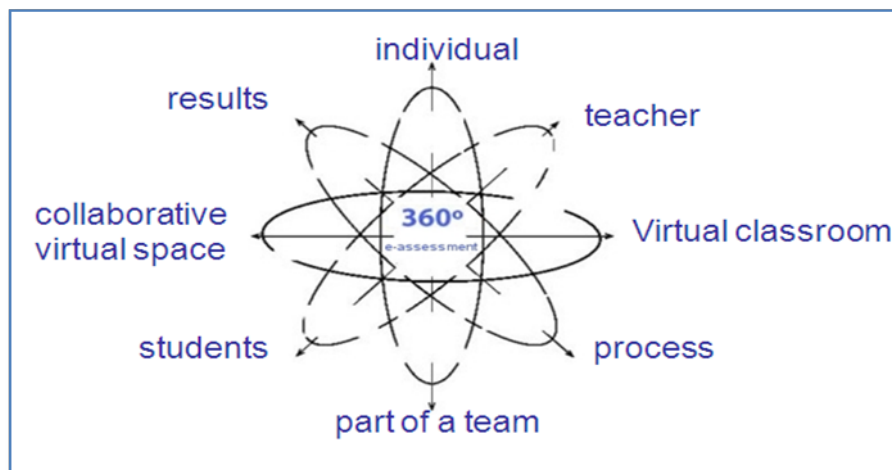 individual
results
teacher
collaborative
virtual space
360º
e-assessment
Virtual classroom
students
process
part of a team